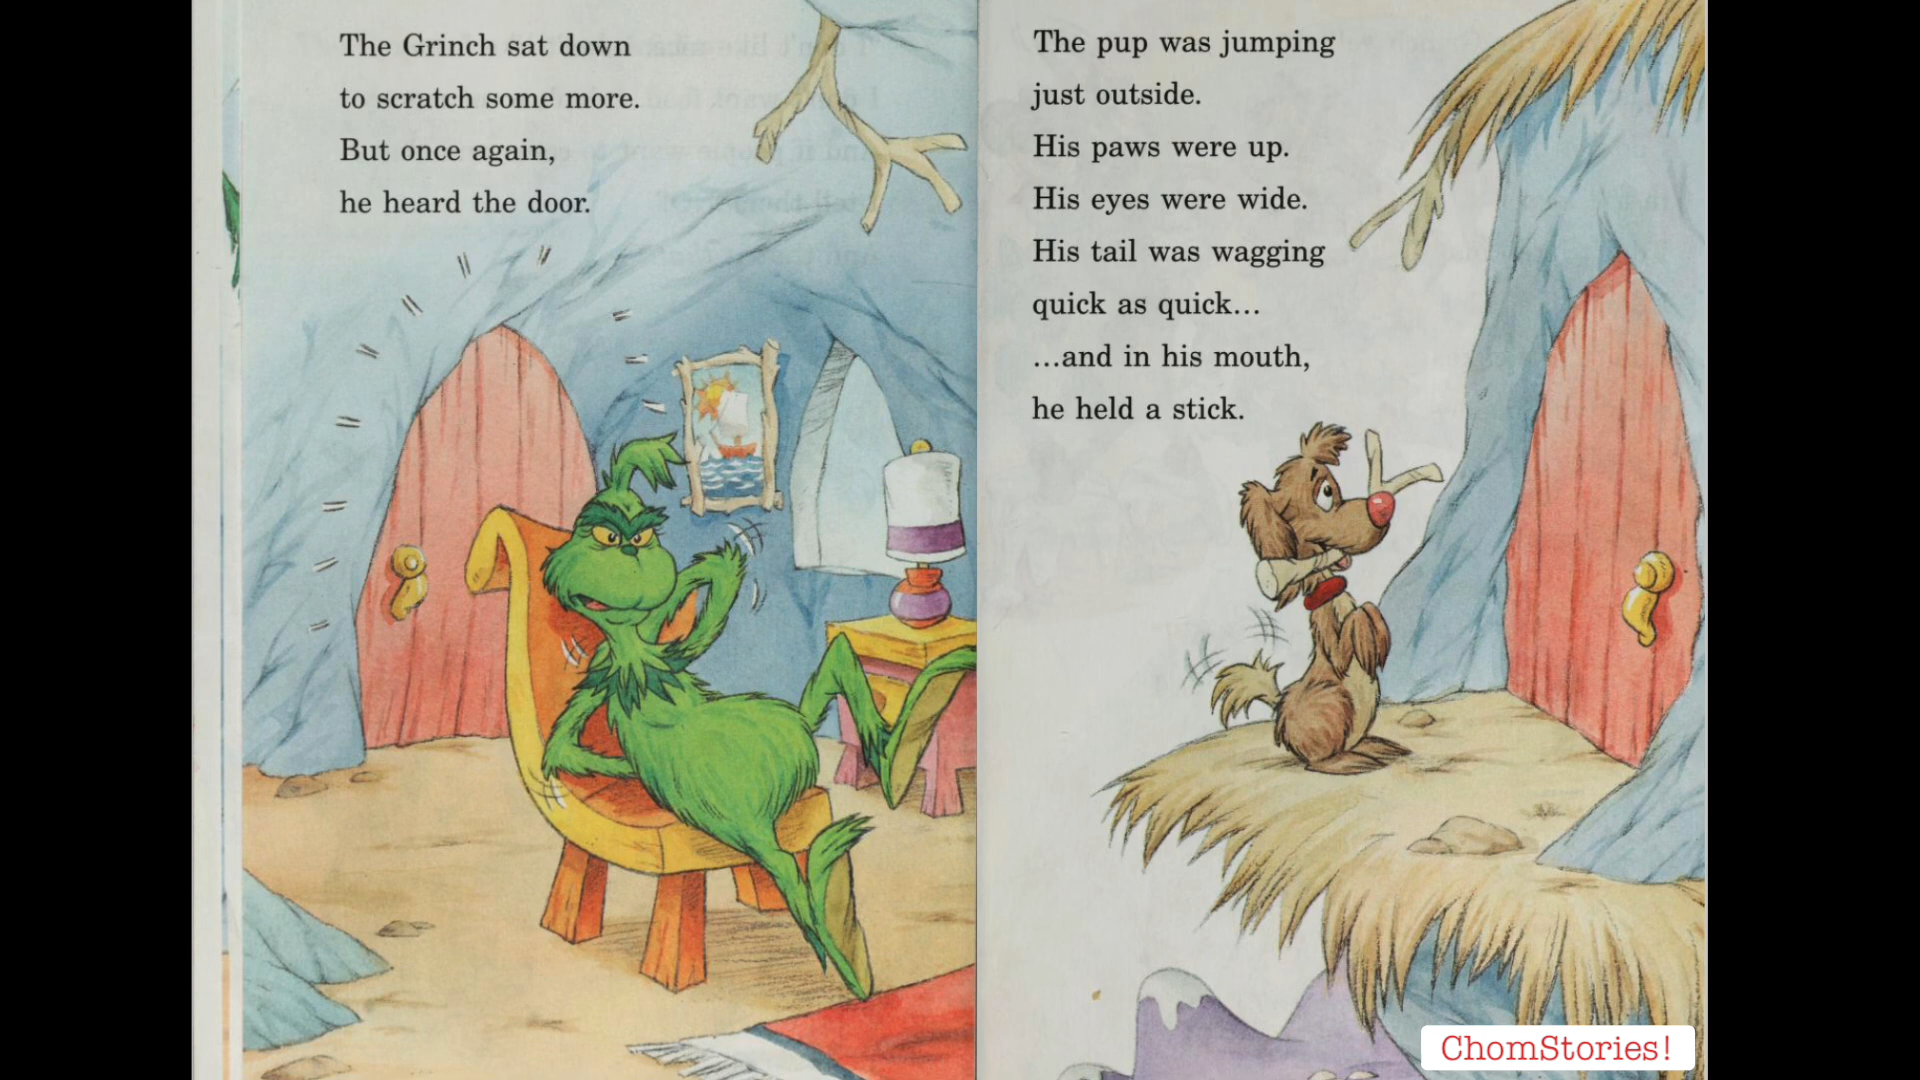 The Grinch sat down
to scratch some more.
But once again,
he heard the door.
The pup was jumping
just outside.
His paws were up.
His eyes were wide.
His tail was wagging
quick as quick…
…and in his mouth,
he held a stick.
ChomStories!